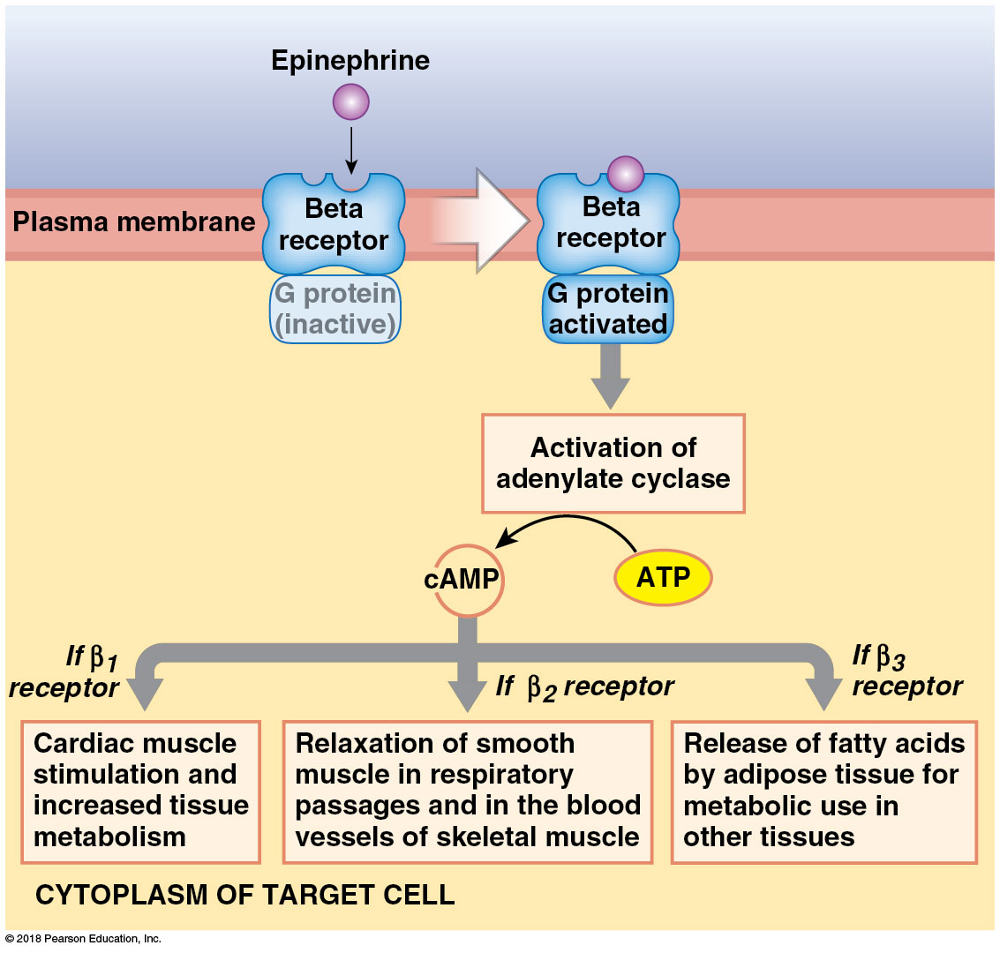 Epinephrine
Plasma membrane
Beta
receptor
G protein
(inactive)
Beta
receptor
G protein
activated
Activation of
adenylate cyclase
cAMP
ATP
If β1
receptor
If β2 receptor
If β3
receptor
Cardiac muscle
stimulation and
increased tissue
metabolism
Relaxation of smooth
muscle in respiratory
passages and in the blood
vessels of skeletal muscle
Release of fatty acids
by adipose tissue for
metabolic use in
other tissues
CYTOPLASM OF TARGET CELL
© 2018 Pearson Education, Inc.